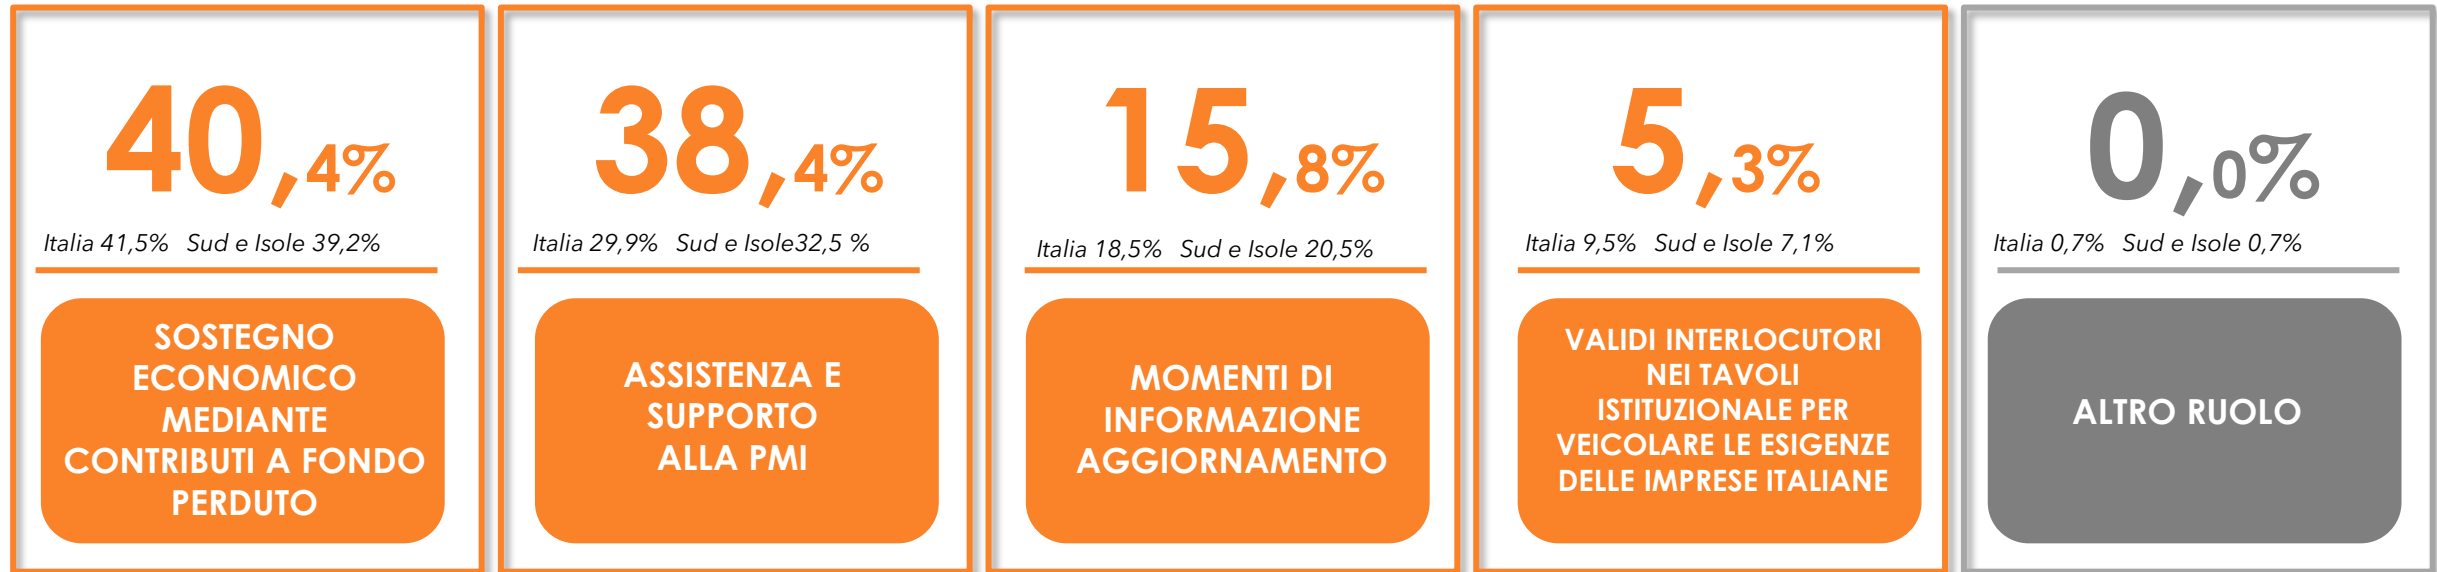 40,4%
Italia 41,5% Sud e Isole 39,2%
SOSTEGNO
ECONOMICO
MEDIANTE
CONTRIBUTI A FONDO
PERDUTO
38,4%
Italia 29,9% Sud e Isole32,5 %
ASSISTENZA E
SUPPORTO
ALLA PMI
15,8%
Italia 18,5% Sud e Isole 20,5%
MOMENTI DI
INFORMAZIONE
AGGIORNAMENTO
5,3%
Italia 9,5% Sud e Isole 7,1%
VALIDI INTERLOCUTORI
NEI TAVOLI
ISTITUZIONALE PER
VEICOLARE LE ESIGENZE
DELLE IMPRESE ITALIANE
0,0%
Italia 0,7% Sud e Isole 0,7%
ALTRO RUOLO